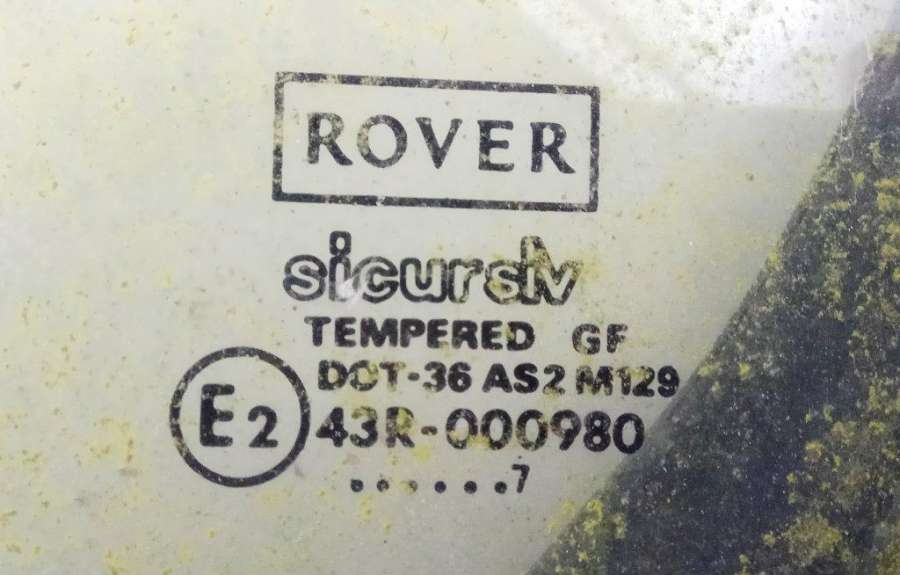 ROVER
sicursiv
TEMPERED GF
DOT-36 AS2 M129
E2 43R-000980
.......7